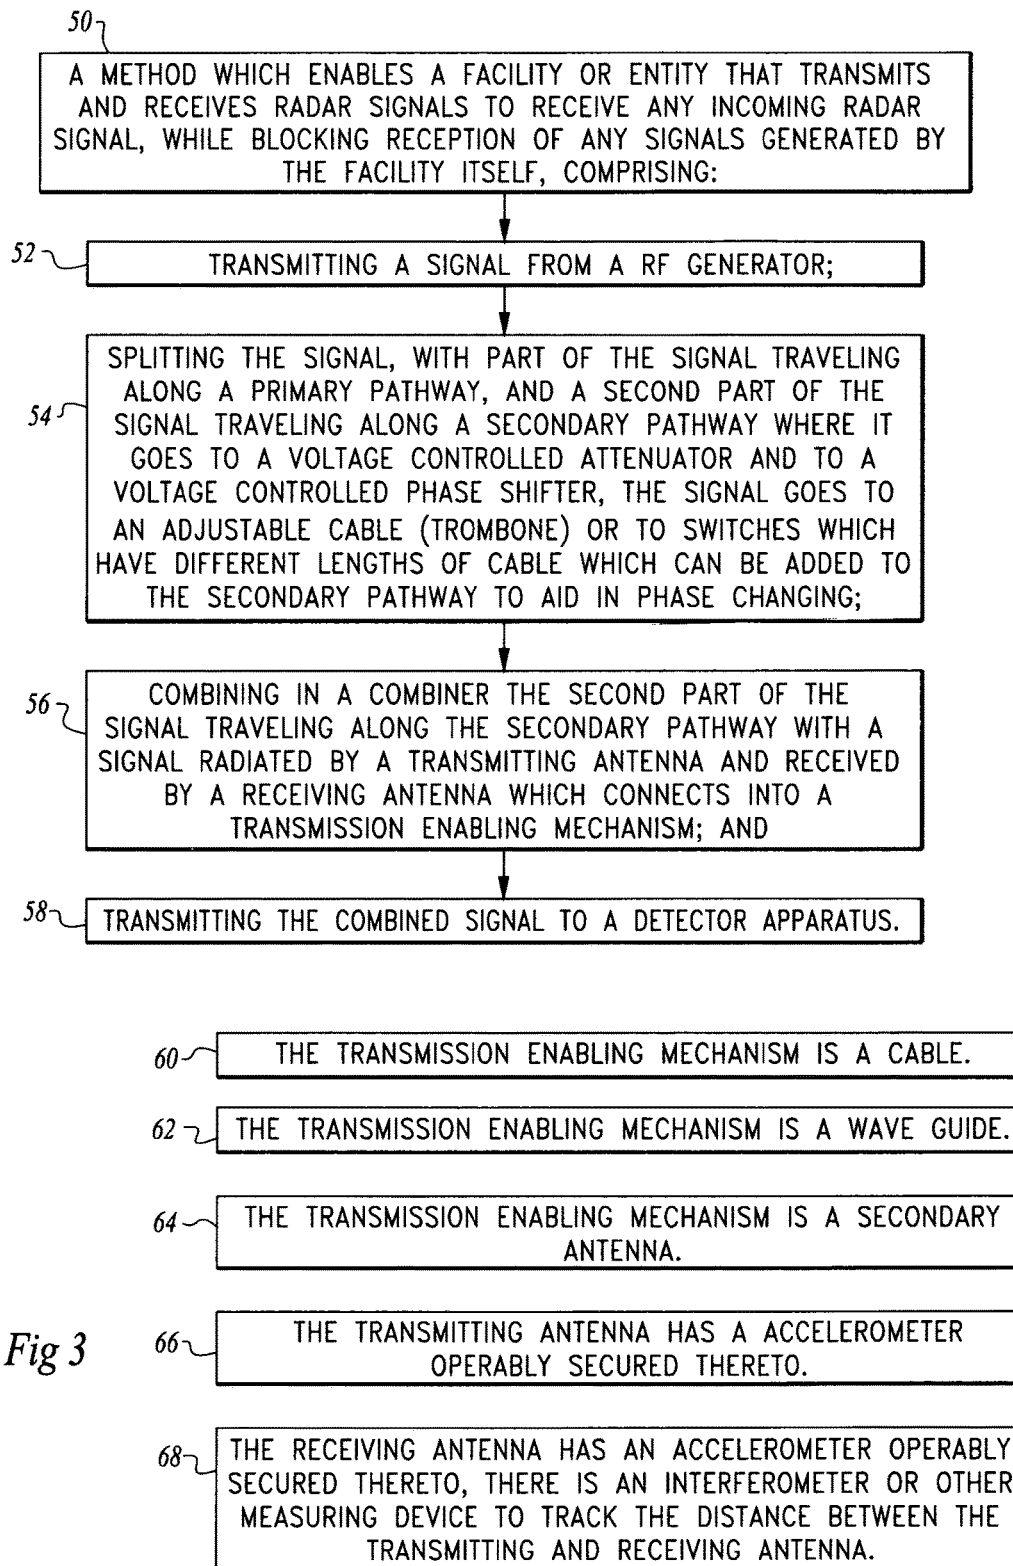 50
A METHOD WHICH ENABLES A FACILITY OR ENTITY THAT TRANSMITS
AND RECEIVES RADAR SIGNALS TO RECEIVE ANY INCOMING RADAR
SIGNAL, WHILE BLOCKING RECEPTION OF ANY SIGNALS GENERATED BY
THE FACILITY ITSELF, COMPRISING:
52
TRANSMITTING A SIGNAL FROM A RF GENERATOR;
54
SPLITTING THE SIGNAL, WITH PART OF THE SIGNAL TRAVELING
ALONG A PRIMARY PATHWAY, AND A SECOND PART OF THE
SIGNAL TRAVELING ALONG A SECONDARY PATHWAY WHERE IT
GOES TO A VOLTAGE CONTROLLED ATTENUATOR AND TO A
VOLTAGE CONTROLLED PHASE SHIFTER, THE SIGNAL GOES TO
AN ADJUSTABLE CABLE (TROMBONE) OR TO SWITCHES WHICH
HAVE DIFFERENT LENGTHS OF CABLE WHICH CAN BE ADDED TO
THE SECONDARY PATHWAY TO AID IN PHASE CHANGING;
56
COMBINING IN A COMBINER THE SECOND PART OF THE
SIGNAL TRAVELING ALONG THE SECONDARY PATHWAY WITH A
SIGNAL RADIATED BY A TRANSMITTING ANTENNA AND RECEIVED
BY A RECEIVING ANTENNA WHICH CONNECTS INTO A
TRANSMISSION ENABLING MECHANISM; AND
58
TRANSMITTING THE COMBINED SIGNAL TO A DETECTOR APPARATUS.
60
THE TRANSMISSION ENABLING MECHANISM IS A CABLE.
62
THE TRANSMISSION ENABLING MECHANISM IS A WAVE GUIDE.
64
THE TRANSMISSION ENABLING MECHANISM IS A SECONDARY
ANTENNA.
Fig 3
66
THE TRANSMITTING ANTENNA HAS A ACCELEROMETER
OPERABLY SECURED THERETO.
68
THE RECEIVING ANTENNA HAS AN ACCELEROMETER OPERABLY
SECURED THERETO, THERE IS AN INTERFEROMETER OR OTHER
MEASURING DEVICE TO TRACK THE DISTANCE BETWEEN THE
TRANSMITTING AND RECEIVING ANTENNA.